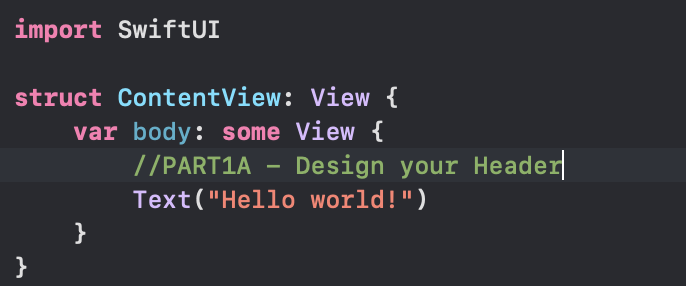 import SwiftUI
struct ContentView: View {
var body: some View {
//PART1A - Design your Header
Text("Hello world!")
}
}